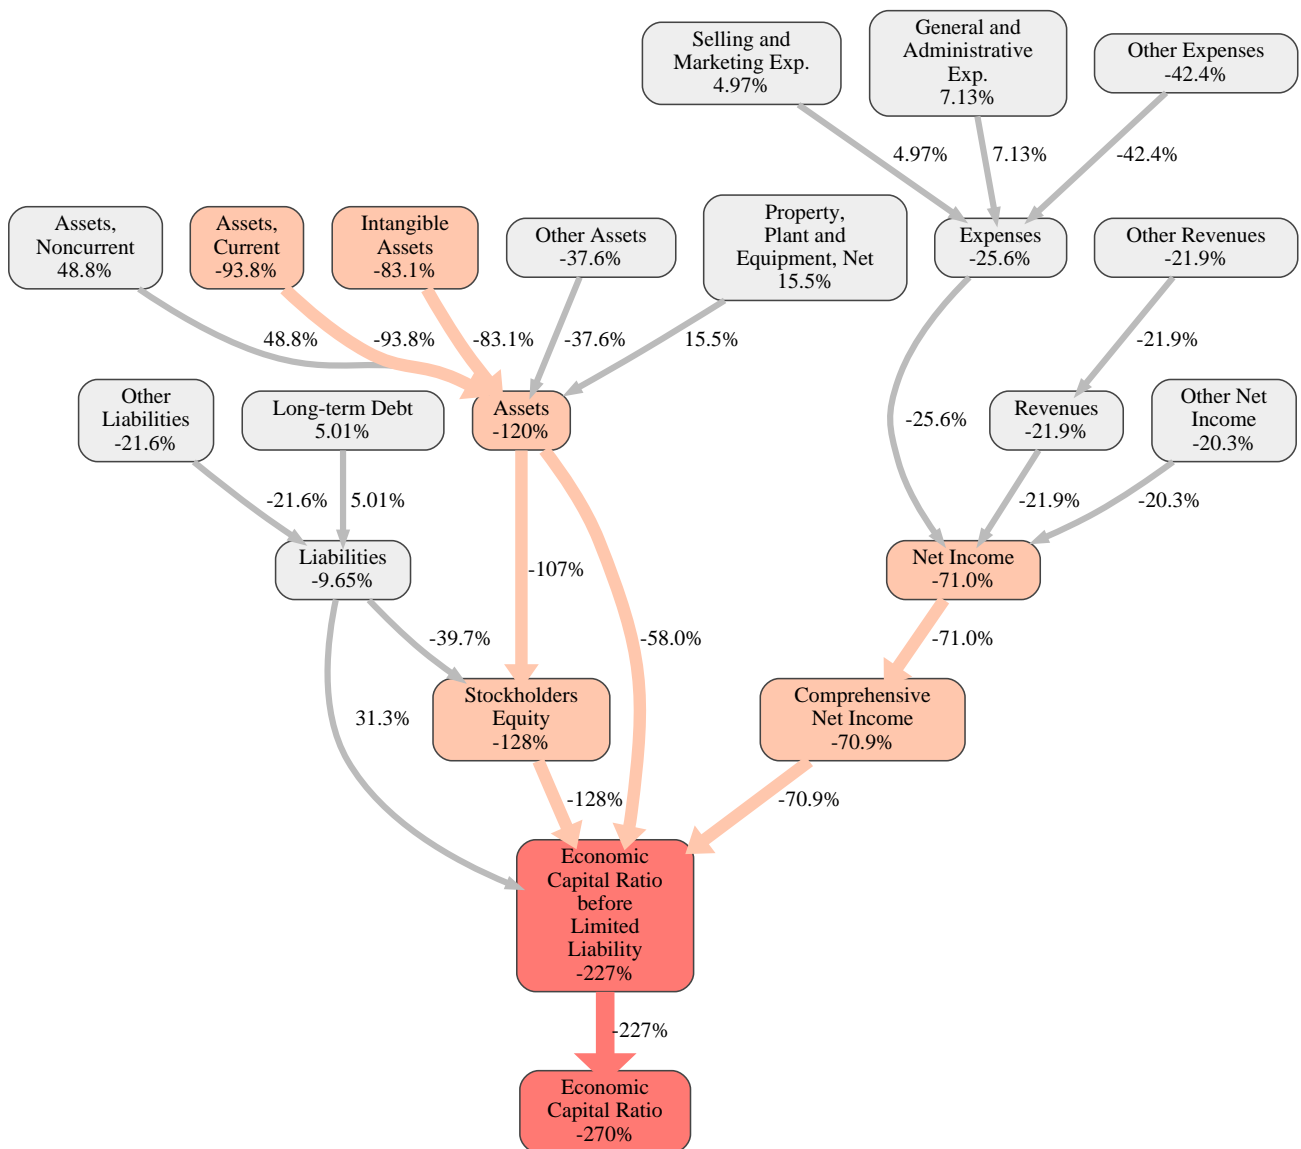 Selling and
Marketing Exp.
4.97%
General and
Administrative
Exp.
7.13%
Other Expenses
-42.4%
4.97%
7.13%
-42.4%
Assets,
Noncurrent
48.8%
Assets,
Current
-93.8%
Intangible
Assets
-83.1%
Other Assets
-37.6%
Property,
Plant and
Equipment, Net
15.5%
Expenses
-25.6%
Other Revenues
-21.9%
48.8%
-93.8%
-83.1%
-37.6%
15.5%
-21.9%
Other
Liabilities
-21.6%
Long-term Debt
5.01%
Assets
-120%
-25.6%
Revenues
-21.9%
Other Net
Income
-20.3%
-21.6%
5.01%
-21.9%
-20.3%
Liabilities
-9.65%
-107%
Net Income
-71.0%
-39.7%
-58.0%
-71.0%
31.3%
Stockholders
Equity
-128%
Comprehensive
Net Income
-70.9%
-128%
-70.9%
Economic
Capital Ratio
before
Limited
Liability
-227%
-227%
Economic
Capital Ratio
-270%